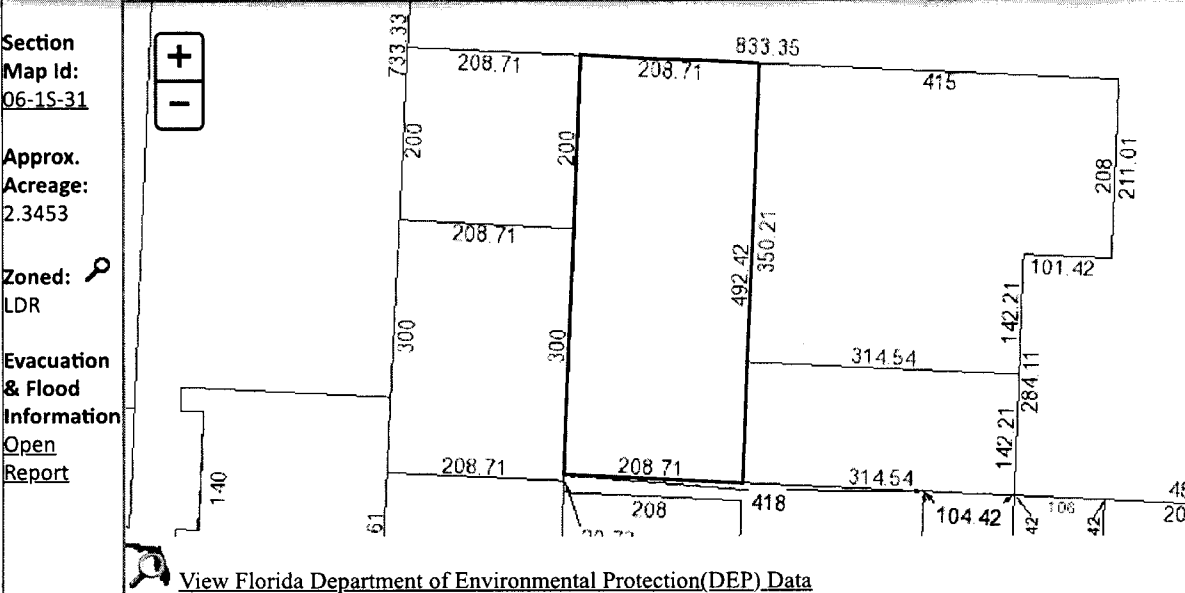 Section
Map Id:
06-1S-31
Approx.
Acreage:
2.3453
Zoned:
LDR
Evacuation
& Flood
Information
Open
Report
+
−
733.33
208.71
208.71
833.35
415
200
200
208
211.01
208.71
492.42
350.21
101.42
142.21
300
300
314.54
284.11
142.21
140
208.71
208.71
314.54
61
208
418
104.42
42
106
42
View Florida Department of Environmental Protection(DEP) Data